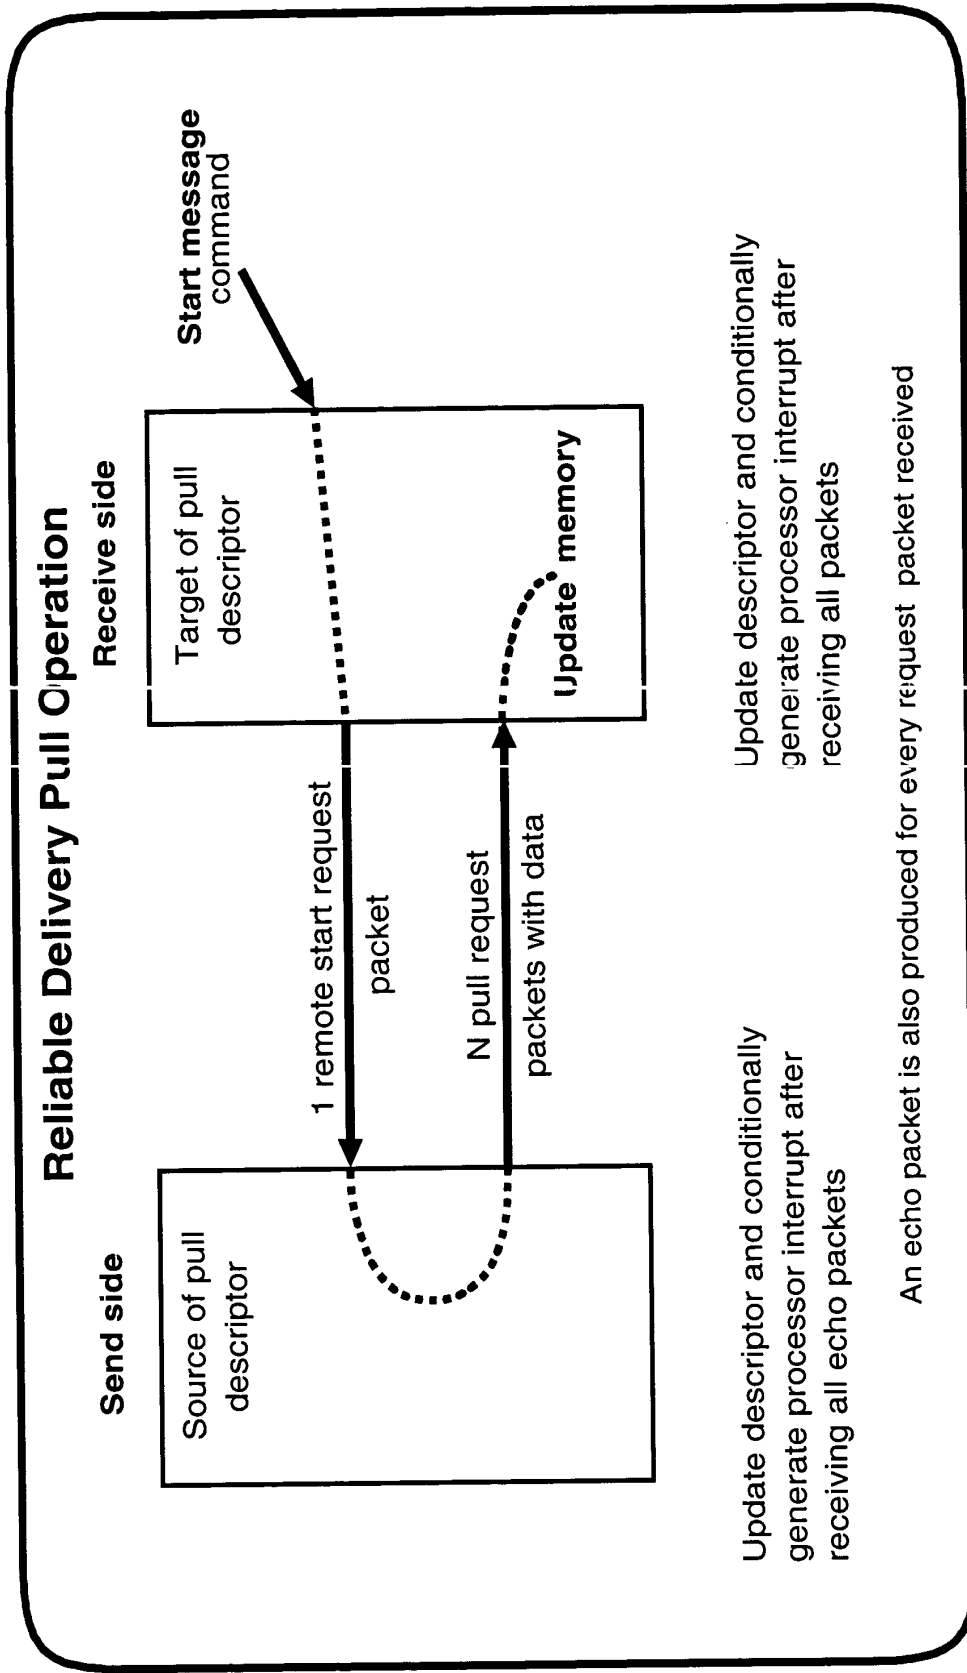 Reliable Delivery Pull Operation
Send side
Receive side
Source of pull
descriptor
Target of pull
descriptor
Start message
command
1 remote start request
packet
N pull request
packets with data
Update memory
Update descriptor and conditionally
generate processor interrupt after
receiving all echo packets
Update descriptor and conditionally
generate processor interrupt after
receiving all packets
An echo packet is also produced for every request packet received